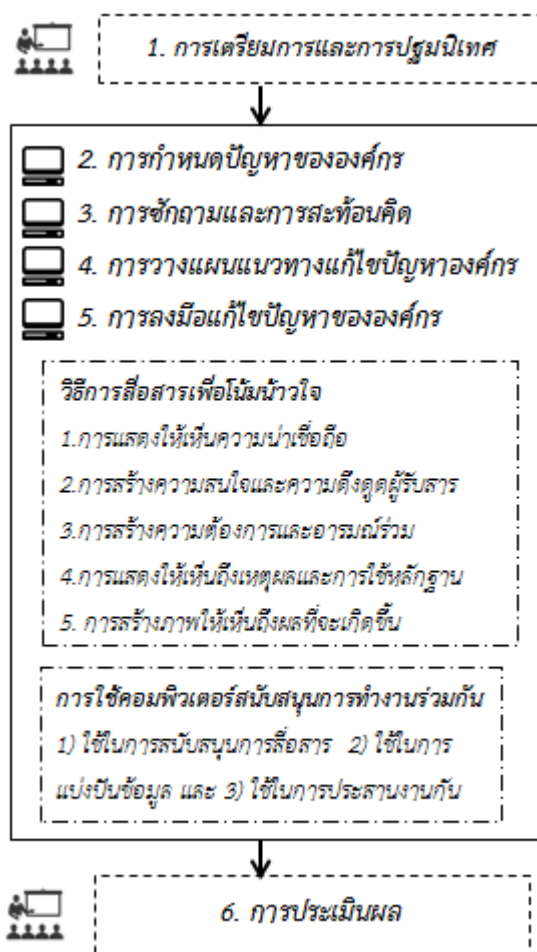 1. การเตรียมการและการปฐมนิเทศ
2. การกำหนดปัญหาขององค์กร
3. การซักถามและการสะท้อนคิด
4. การวางแผนแนวทางแก้ไขปัญหาองค์กร
5. การลงมือแก้ไขปัญหาขององค์กร
วิธีการสื่อสารเพื่อโน้มน้าวใจ
1.การแสดงให้เห็นความน่าเชื่อถือ
2.การสร้างความสนใจและความดึงดูดผู้รับสาร
3.การสร้างความต้องการและอารมณ์ร่วม
4.การแสดงให้เห็นถึงเหตุผลและการใช้หลักฐาน
5. การสร้างภาพให้เห็นถึงผลที่จะเกิดขึ้น
การใช้คอมพิวเตอร์สนับสนุนการทำงานร่วมกัน
1) ใช้ในการสนับสนุนการสื่อสาร 2) ใช้ในการ
แบ่งปันข้อมูล และ 3) ใช้ในการประสานงานกัน
6. การประเมินผล